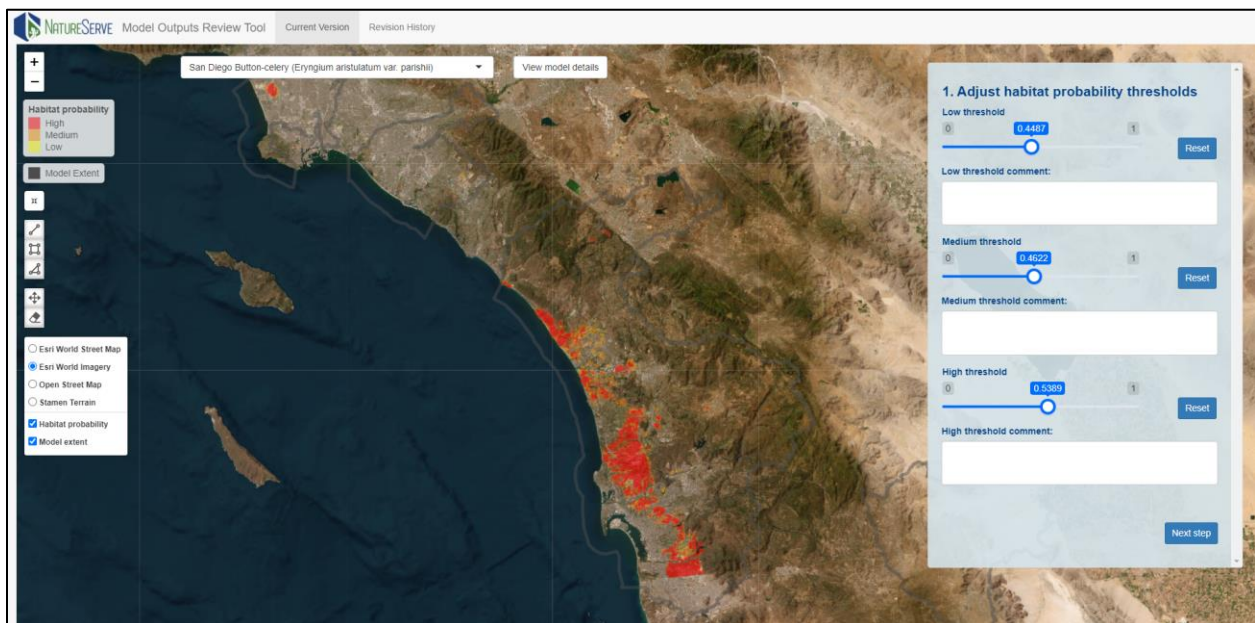 NATURESERVE Model Outputs Review Tool Current Version Revision History
+
−
San Diego Button-celery (Eryngium aristulatum var. parishii)
View model details
Habitat probability
High
Medium
Low
Model Extent
Esri World Street Map
Esri World Imagery
Open Street Map
Stamen Terrain
Habitat probability
Model extent
1. Adjust habitat probability thresholds
Low threshold
0 0.4487 1
Reset
Low threshold comment:
Medium threshold
0 0.4622 1
Reset
Medium threshold comment:
High threshold
0 0.5389 1
Reset
High threshold comment:
Next step